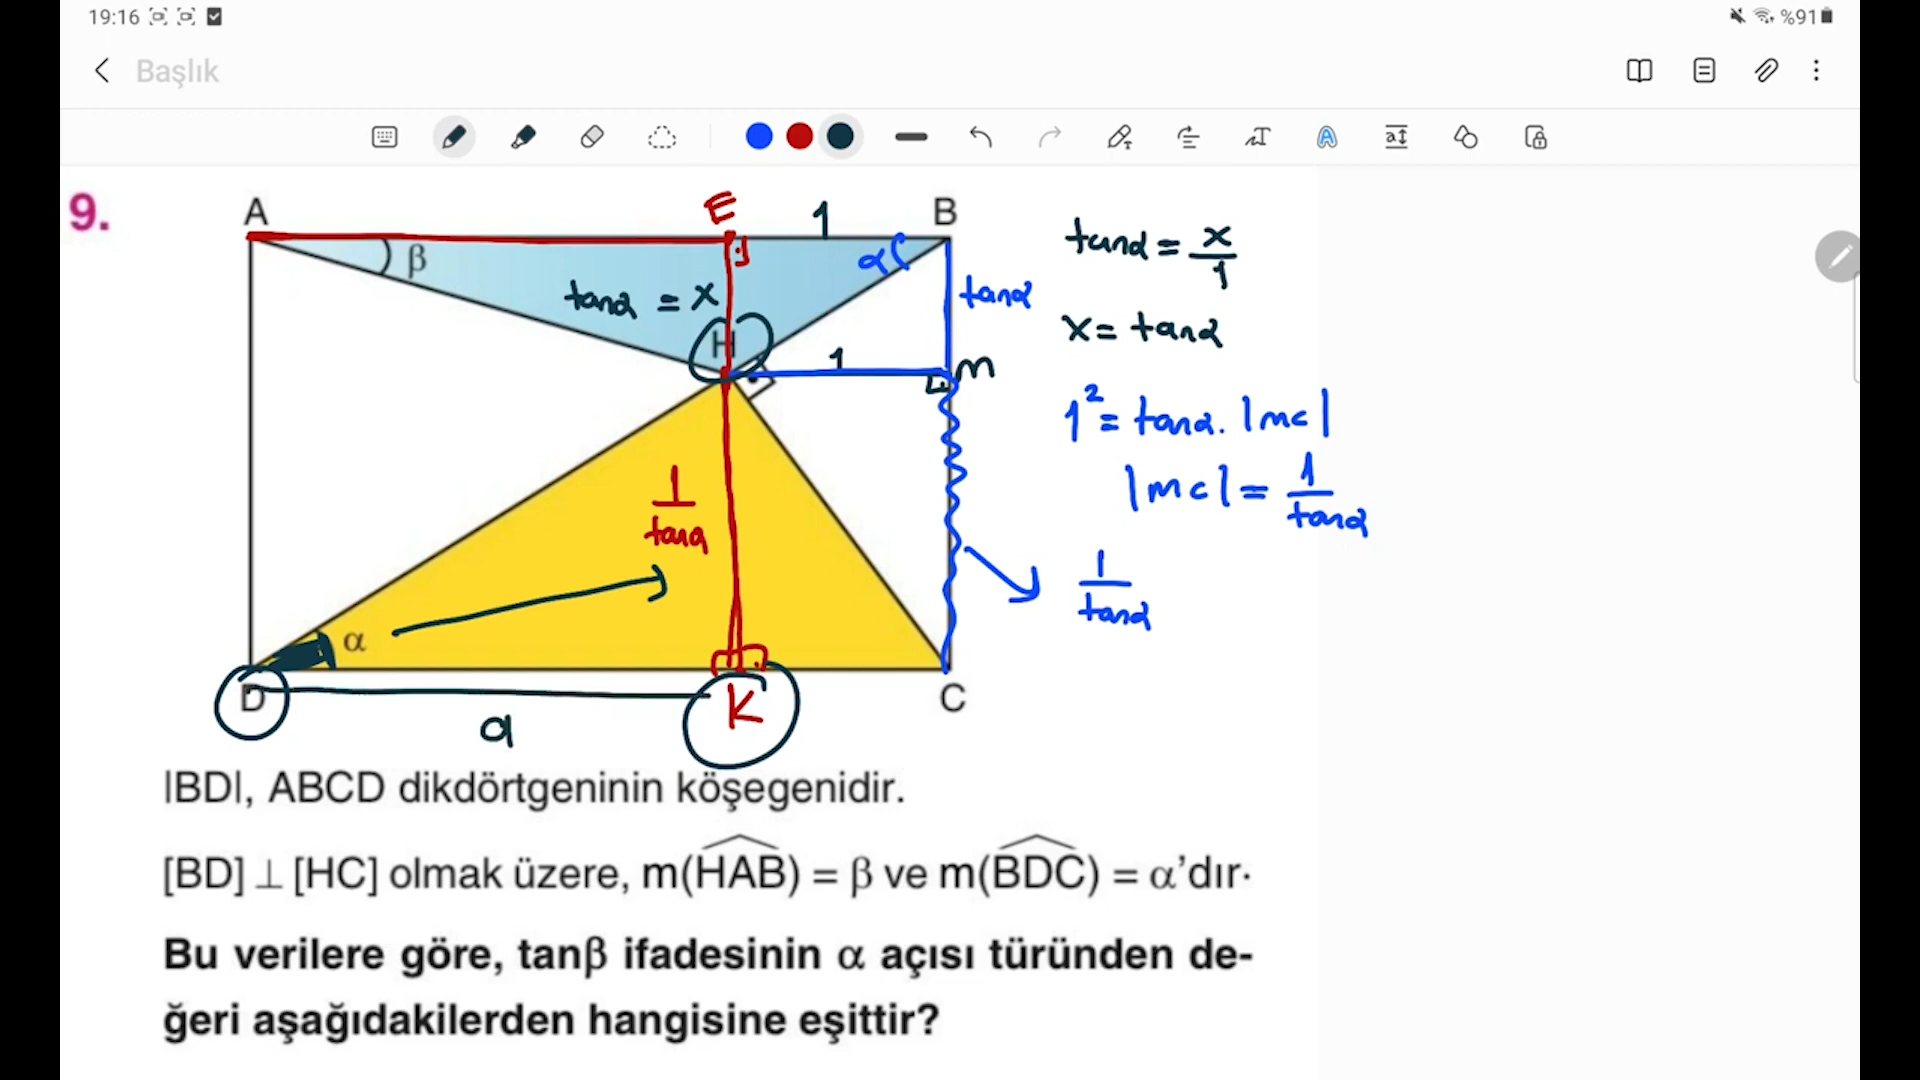 19:16
%91
Başlık
9.
A
E
1
B
β
α
tanα = x
tanα
H
1
m
1
tanα
α
D
K
C
a
tanα = x
1
x = tanα
1² = tanα. |mc|
|mc| = 1
tanα
1
tanα
|BD|, ABCD dikdörtgeninin köşegenidir.
[BD] ⊥ [HC] olmak üzere, m(HAB) = β ve m(BDC) = α’dır.
Bu verilere göre, tanβ ifadesinin α açısı türünden de-
ğeri aşağıdakilerden hangisine eşittir?